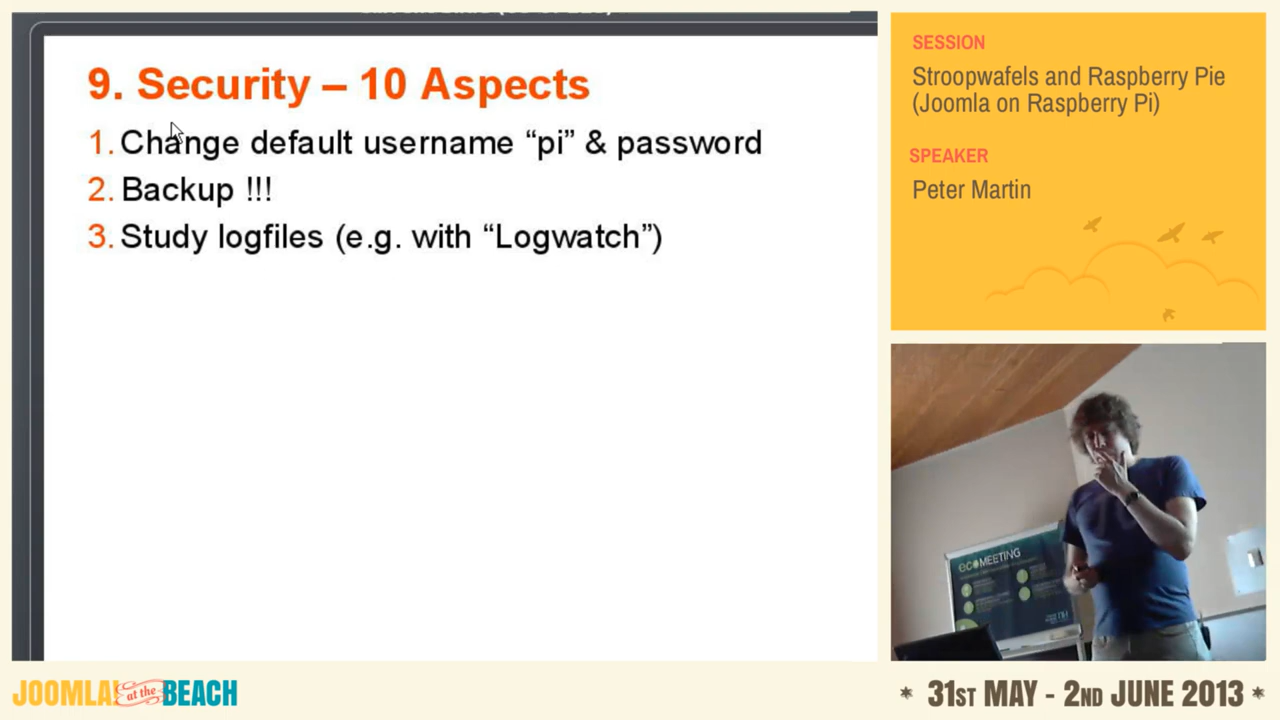 9. Security – 10 Aspects
1. Change default username “pi” & password
2. Backup !!!
3. Study logfiles (e.g. with “Logwatch”)
SESSION
Stroopwafels and Raspberry Pie
(Joomla on Raspberry Pi)
SPEAKER
Peter Martin
ecoMEETING
JOOMLA! at the BEACH
* 31ST MAY - 2ND JUNE 2013 *